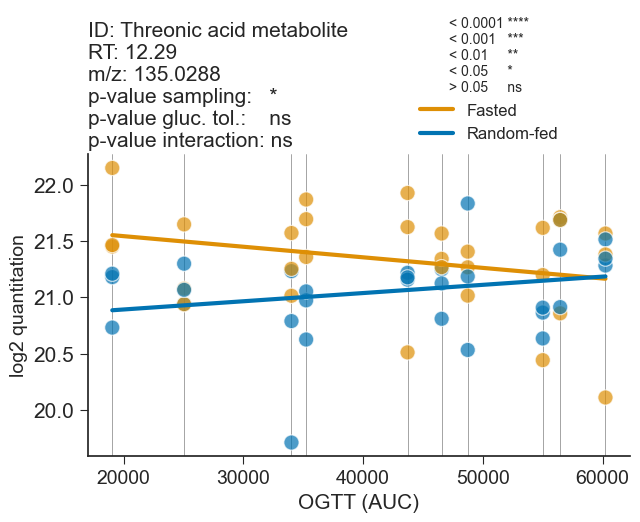 ID: Threonic acid metabolite
RT: 12.29
m/z: 135.0288
p-value sampling: *
p-value gluc. tol.: ns
p-value interaction: ns
< 0.0001 ****
< 0.001 ***
< 0.01 **
< 0.05 *
> 0.05 ns
Fasted
Random-fed
log2 quantitation
22.0
21.5
21.0
20.5
20.0
20000 30000 40000 50000 60000
OGTT (AUC)